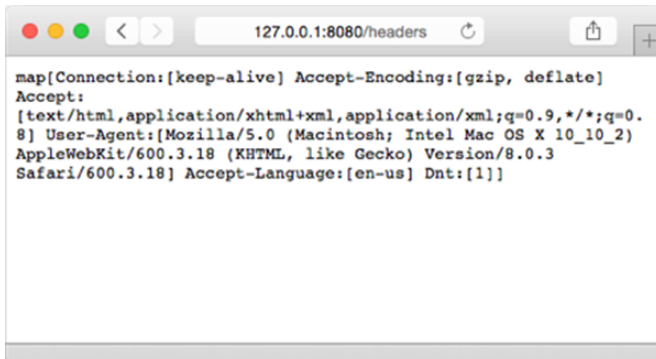 127.0.0.1:8080/headers
map[Connection:[keep-alive] Accept-Encoding:[gzip, deflate]
Accept:
[text/html,application/xhtml+xml,application/xml;q=0.9,*/*;q=0.
8] User-Agent:[Mozilla/5.0 (Macintosh; Intel Mac OS X 10_10_2)
AppleWebKit/600.3.18 (KHTML, like Gecko) Version/8.0.3
Safari/600.3.18] Accept-Language:[en-us] Dnt:[1]]